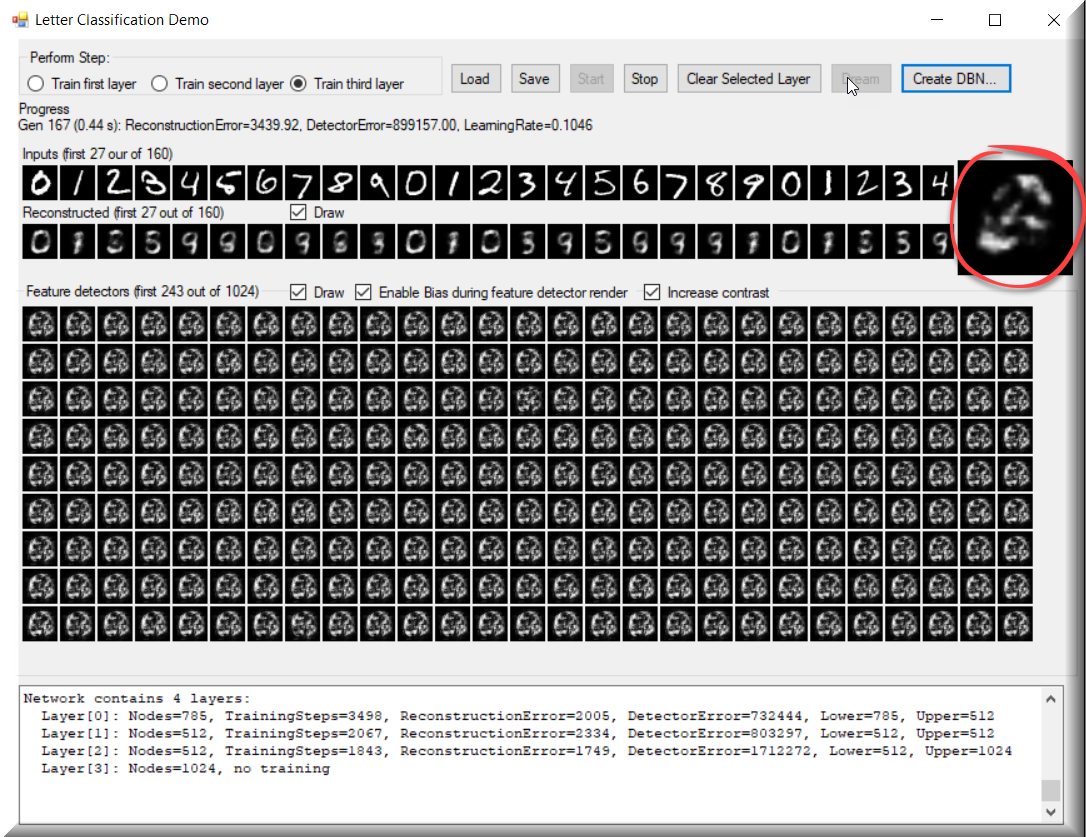 Letter Classification Demo
Perform Step:
Train first layer Train second layer Train third layer Load Save Start Stop Clear Selected Layer Dream Create DBN...
Progress
Gen 167 (0.44 s): ReconstructionError=3439.92, DetectorError=899157.00, LearningRate=0.1046
Inputs (first 27 our of 160)
0 1 2 3 4 5 6 7 8 9 0 1 2 3 4 5 6 7 8 9 0 1 2 3 4
Reconstructed (first 27 out of 160) Draw
Feature detectors (first 243 out of 1024) Draw Enable Bias during feature detector render Increase contrast
Network contains 4 layers:
Layer[0]: Nodes=785, TrainingSteps=3498, ReconstructionError=2005, DetectorError=732444, Lower=785, Upper=512
Layer[1]: Nodes=512, TrainingSteps=2067, ReconstructionError=2334, DetectorError=803297, Lower=512, Upper=512
Layer[2]: Nodes=512, TrainingSteps=1843, ReconstructionError=1749, DetectorError=1712272, Lower=512, Upper=1024
Layer[3]: Nodes=1024, no training